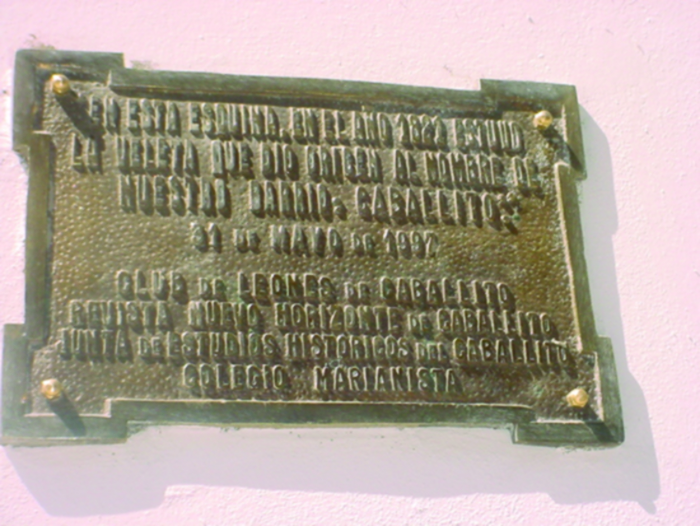 EN ESTA ESQUINA, EN EL AÑO 1821 ESTUVO
LA VELETA QUE DIO ORIGEN AL NOMBRE DE
NUESTRO BARRIO: CABALLITO
31 DE MAYO DE 1997
CLUB DE LEONES DE CABALLITO
REVISTA NUEVO HORIZONTE DE CABALLITO
JUNTA DE ESTUDIOS HISTORICOS DEL CABALLITO
COLEGIO MARIANISTA